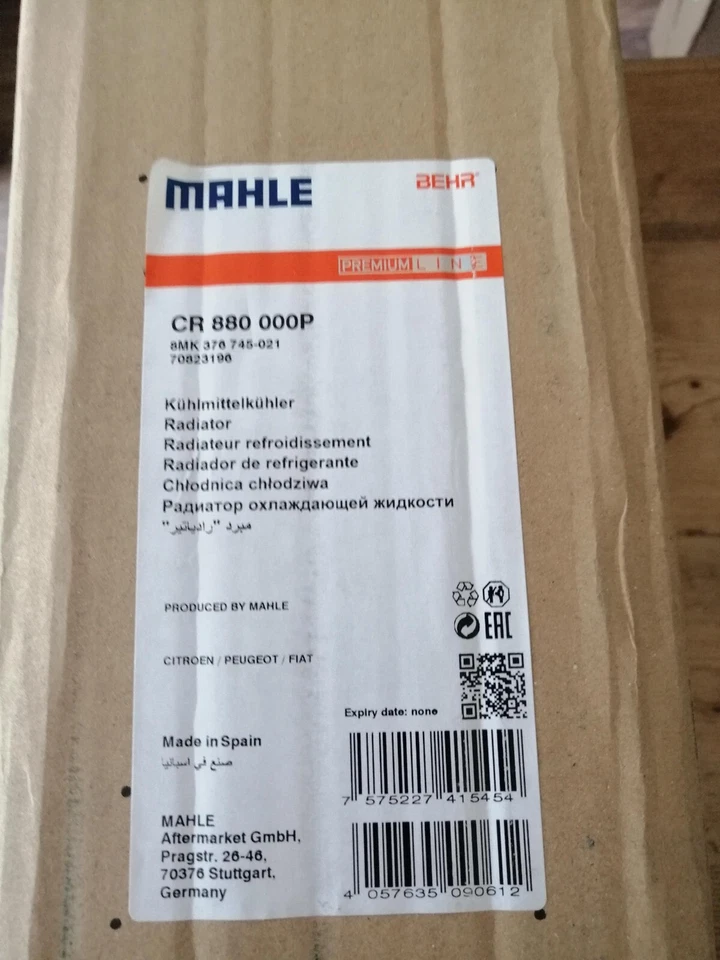 MAHLE
BEHR®
PREMIUM LINE
CR 880 000P
8MK 376 745-021
70823196
Kühlmittelkühler
Radiator
Radiateur refroidissement
Radiador de refrigerante
Chłodnica chłodziwa
Радиатор охлаждающей жидкости
مبرد "رادياتير"
PRODUCED BY MAHLE
EAC
CITROEN / PEUGEOT / FIAT
Expiry date: none
Made in Spain
صنع في اسبانيا
7 575227 415454
MAHLE
Aftermarket GmbH,
Pragstr. 26-46,
70376 Stuttgart,
Germany
4 057635 090612